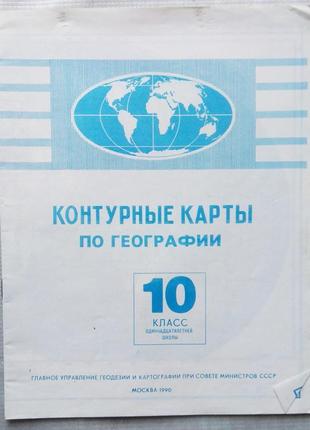 КОНТУРНЫЕ КАРТЫ
ПО ГЕОГРАФИИ
10
КЛАСС
ОДИННАДЦАТИЛЕТНЕЙ
ШКОЛЫ
ГЛАВНОЕ УПРАВЛЕНИЕ ГЕОДЕЗИИ И КАРТОГРАФИИ ПРИ СОВЕТЕ МИНИСТРОВ СССР
МОСКВА 1990